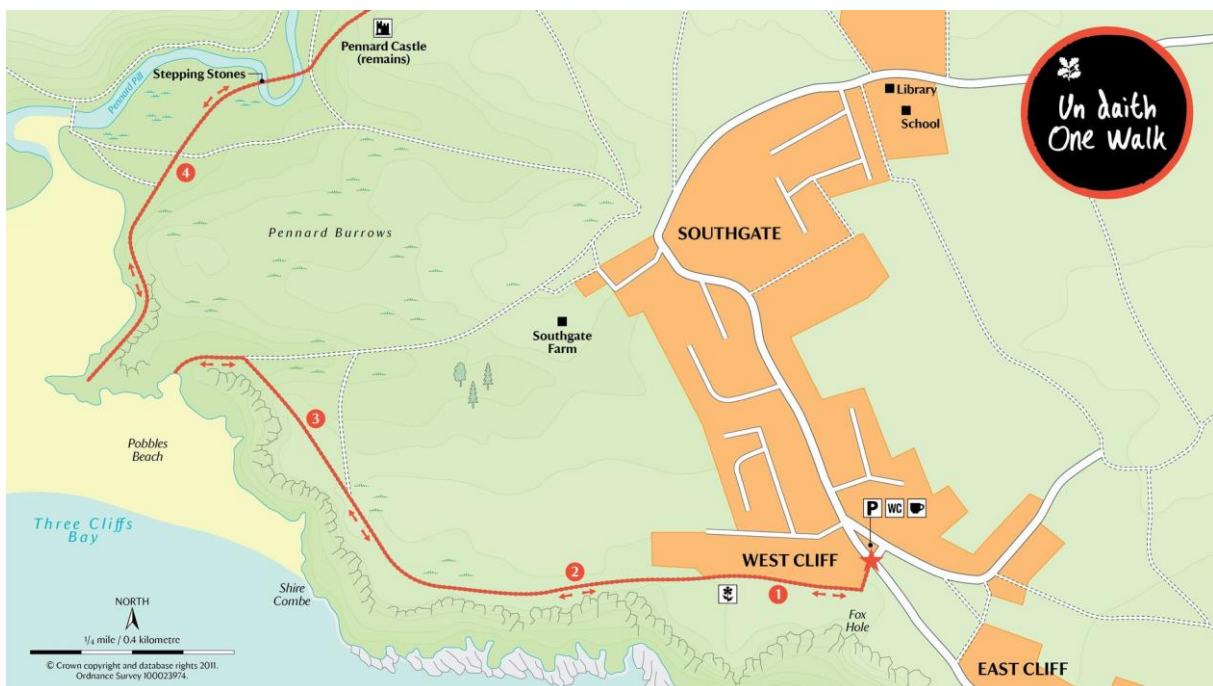 Pennard Castle
(remains)
Stepping Stones
Pennard Pill
Library
School
Un daith
One Walk
4
Pennard Burrows
SOUTHGATE
Southgate
Farm
3
Pobbles
Beach
Three Cliffs
Bay
P
WC
WEST CLIFF
2
1
Shire
Combe
Fox
Hole
EAST CLIFF
NORTH
1/4 mile / 0.4 kilometre
© Crown copyright and database rights 2011.
Ordnance Survey 100023974.